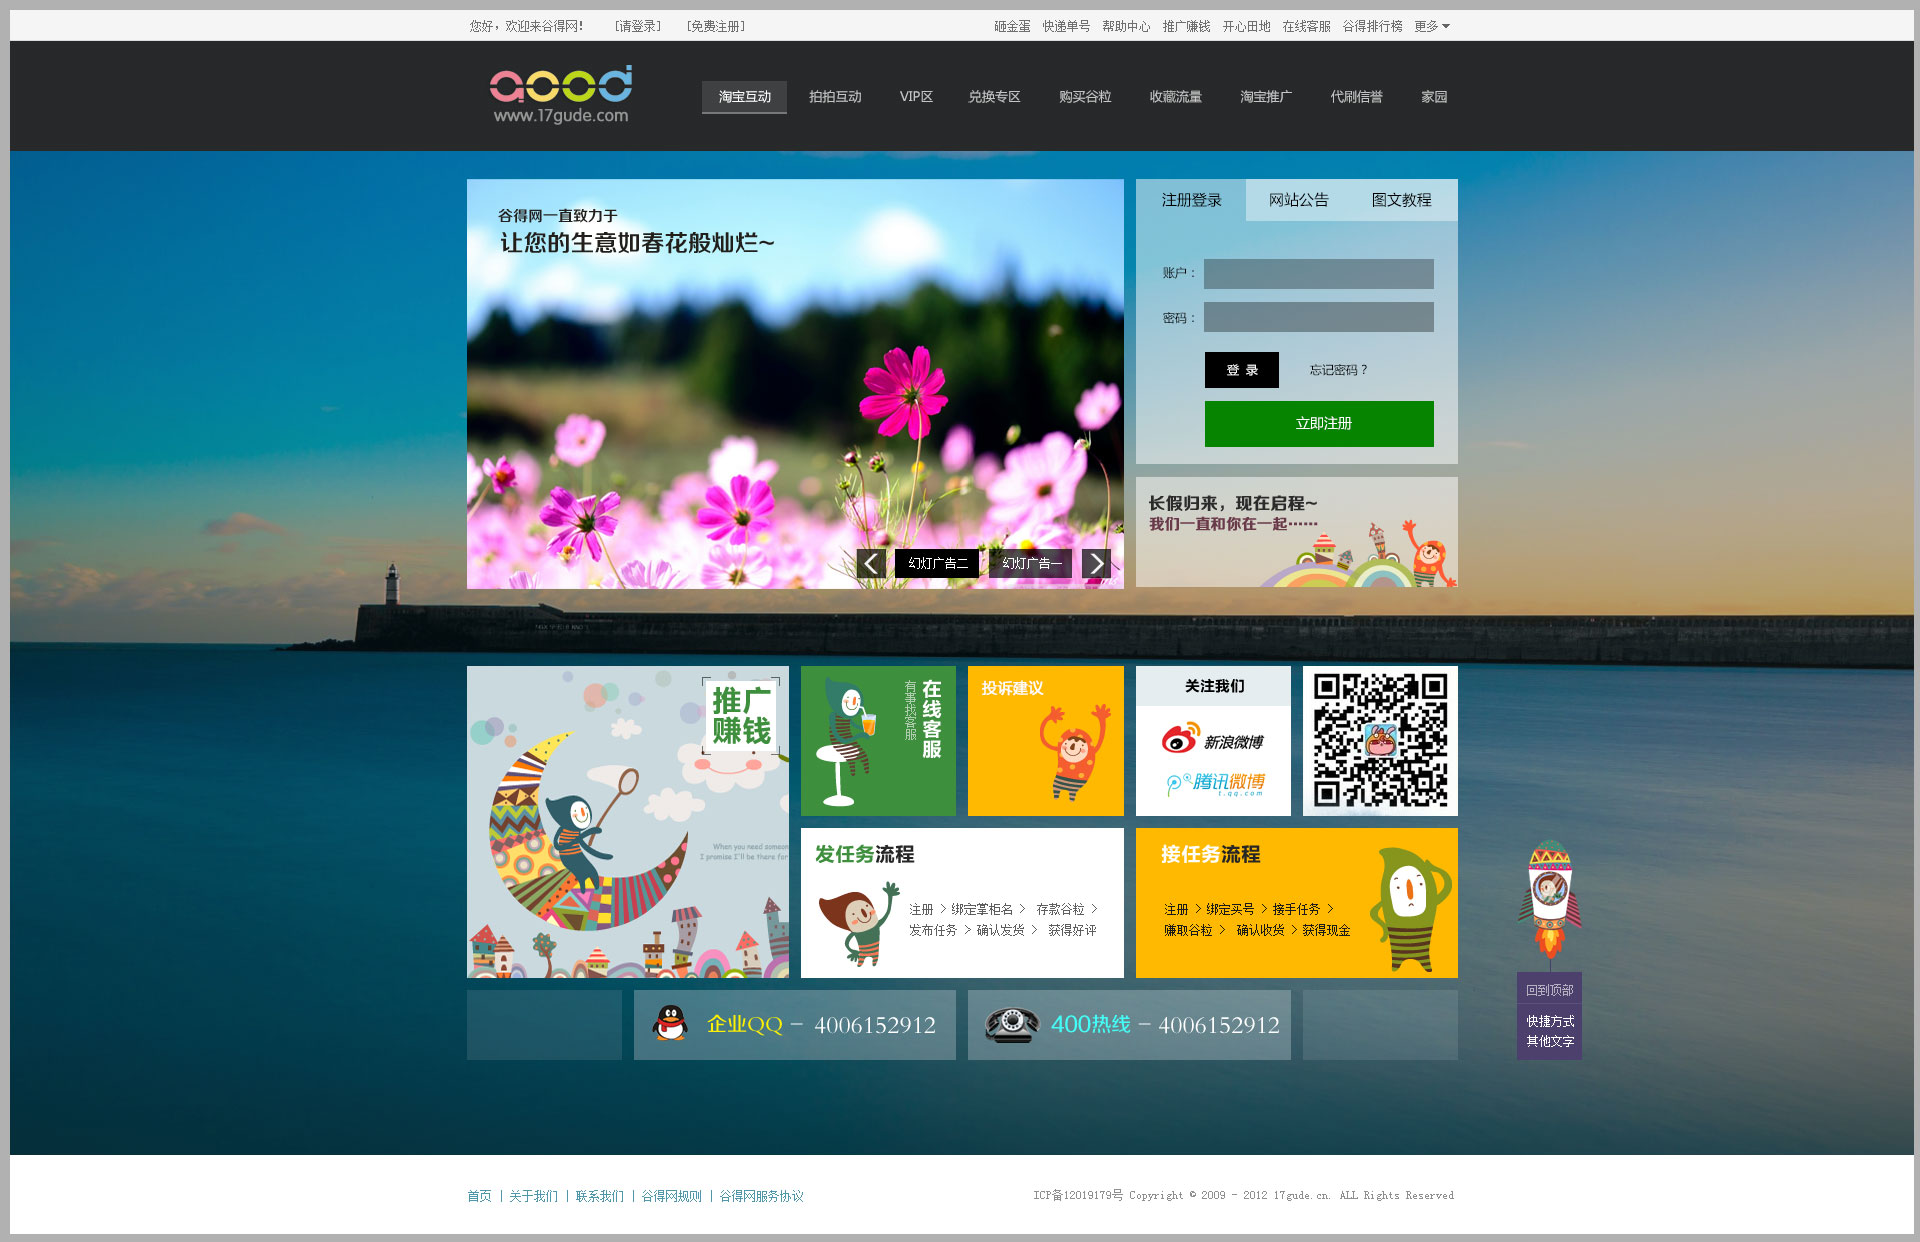 您好，欢迎来谷得网！ [请登录] [免费注册]
砸金蛋 快递单号 帮助中心 推广赚钱 开心田地 在线客服 谷得排行榜 更多
good
www.17gude.com
淘宝互动 拍拍互动 VIP区 兑换专区 购买谷粒 收藏流量 淘宝推广 代刷信誉 家园
谷得网一直致力于
让您的生意如春花般灿烂~
幻灯广告二 幻灯广告一
注册登录 网站公告 图文教程
账户：
密码：
登 录 忘记密码？
立即注册
长假归来，现在启程~
我们一直和你在一起······
推广
赚钱
When you need someon
I promise I'll be there for
在线客服
有事找客服
投诉建议
关注我们
新浪微博
腾讯微博
t.qq.com
发任务流程
注册 > 绑定掌柜名 > 存款谷粒 >
发布任务 > 确认发货 > 获得好评
接任务流程
注册 > 绑定买号 > 接手任务 >
赚取谷粒 > 确认收货 > 获得现金
企业QQ - 4006152912
400热线 - 4006152912
回到顶部
快捷方式
其他文字
首页 | 关于我们 | 联系我们 | 谷得网规则 | 谷得网服务协议
ICP备12019179号 Copyright © 2009 - 2012 17gude.cn. ALL Rights Reserved